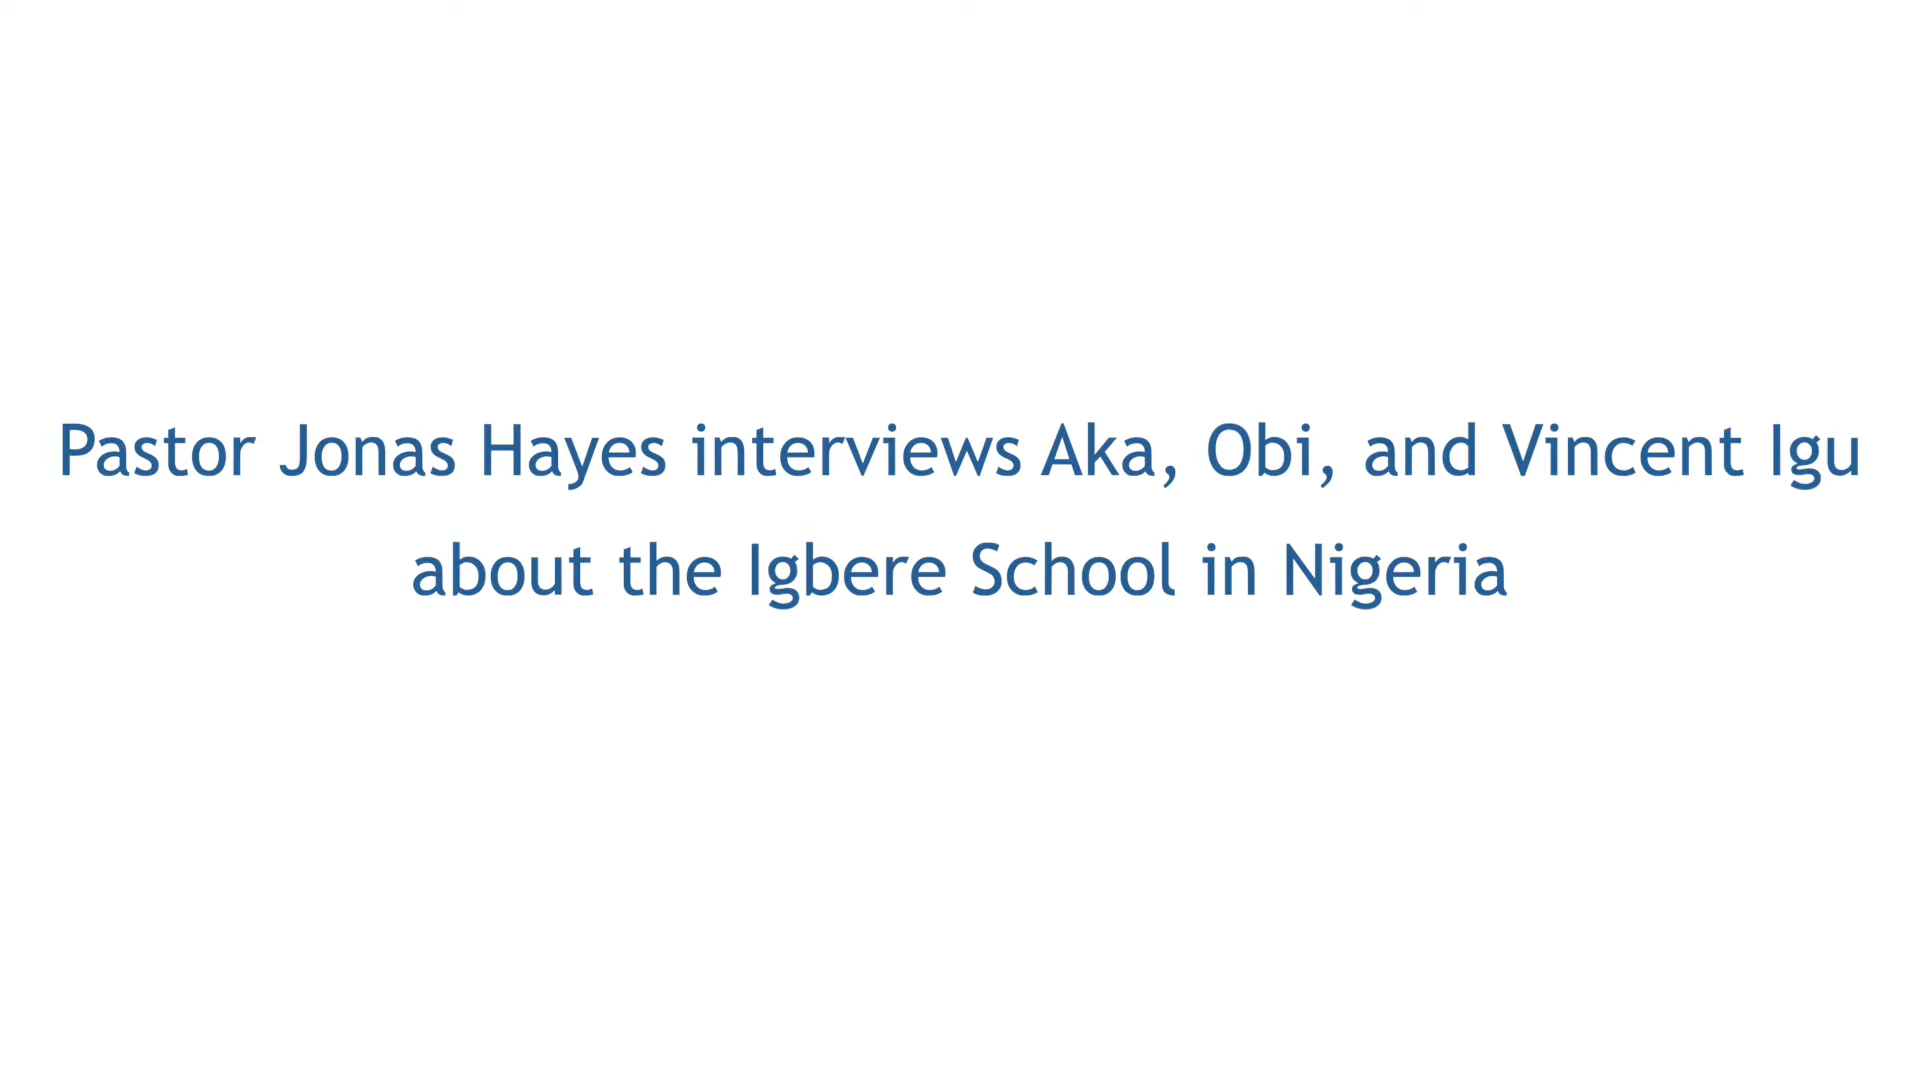 Pastor Jonas Hayes interviews Aka, Obi, and Vincent Igu
about the Igbere School in Nigeria